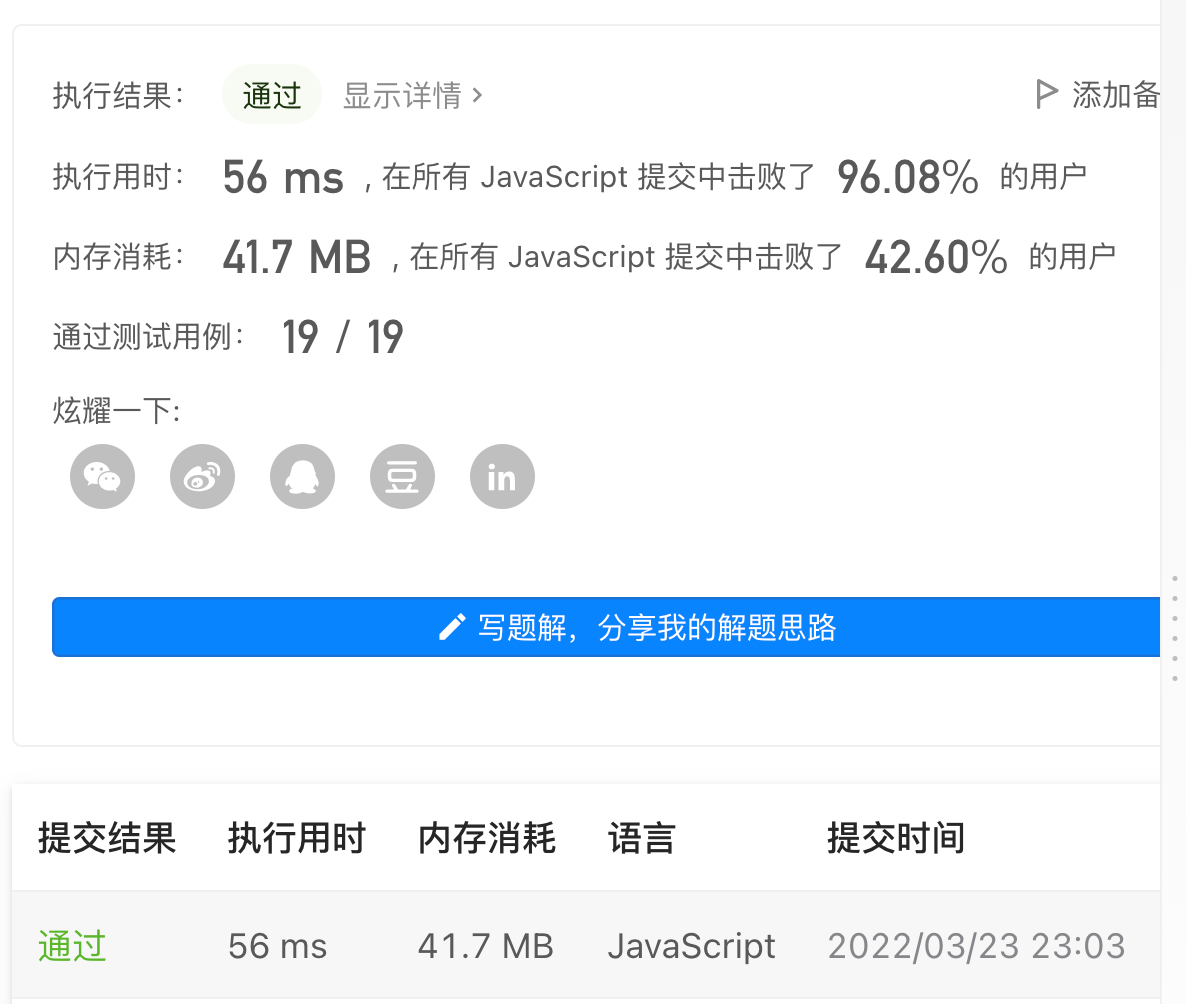 执行结果： 通过 显示详情 > 添加备
执行用时： 56 ms , 在所有 JavaScript 提交中击败了 96.08% 的用户
内存消耗： 41.7 MB , 在所有 JavaScript 提交中击败了 42.60% 的用户
通过测试用例： 19 / 19
炫耀一下:
豆 in
写题解，分享我的解题思路
提交结果 执行用时 内存消耗 语言 提交时间
通过 56 ms 41.7 MB JavaScript 2022/03/23 23:03